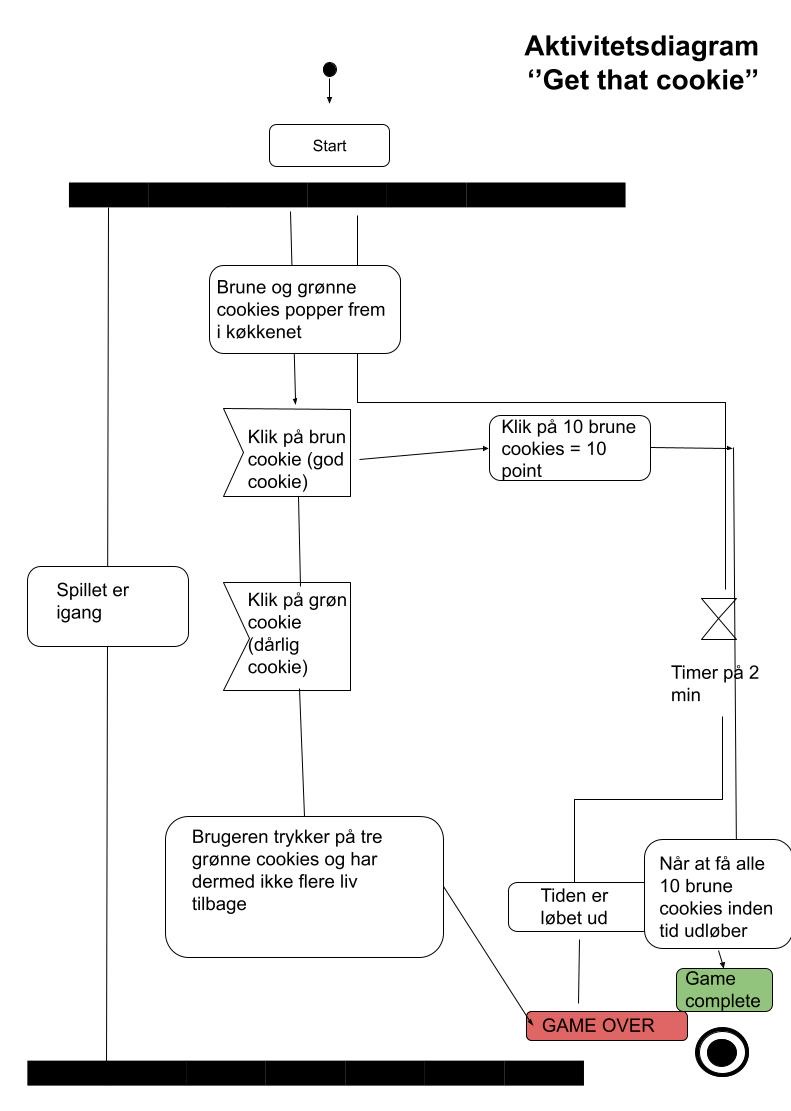 Aktivitetsdiagram
‘’Get that cookie’’
Start
Brune og grønne
cookies popper frem
i køkkenet
Klik på brun
cookie (god
cookie)
Klik på 10 brune
cookies = 10
point
Spillet er
igang
Klik på grøn
cookie
(dårlig
cookie)
Timer på 2
min
Brugeren trykker på tre
grønne cookies og har
dermed ikke flere liv
tilbage
Tiden er
løbet ud
Når at få alle
10 brune
cookies inden
tid udløber
Game
complete
GAME OVER